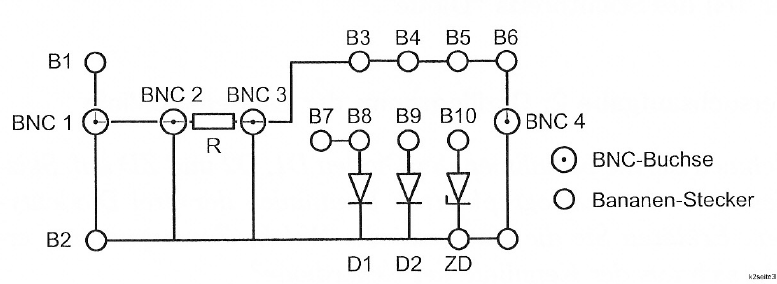 B3 B4 B5 B6
B1
BNC 2 BNC 3
BNC 1 B7 B8 B9 B10 BNC 4
R
BNC-Buchse
Bananen-Stecker
B2
D1 D2 ZD
k2seite3